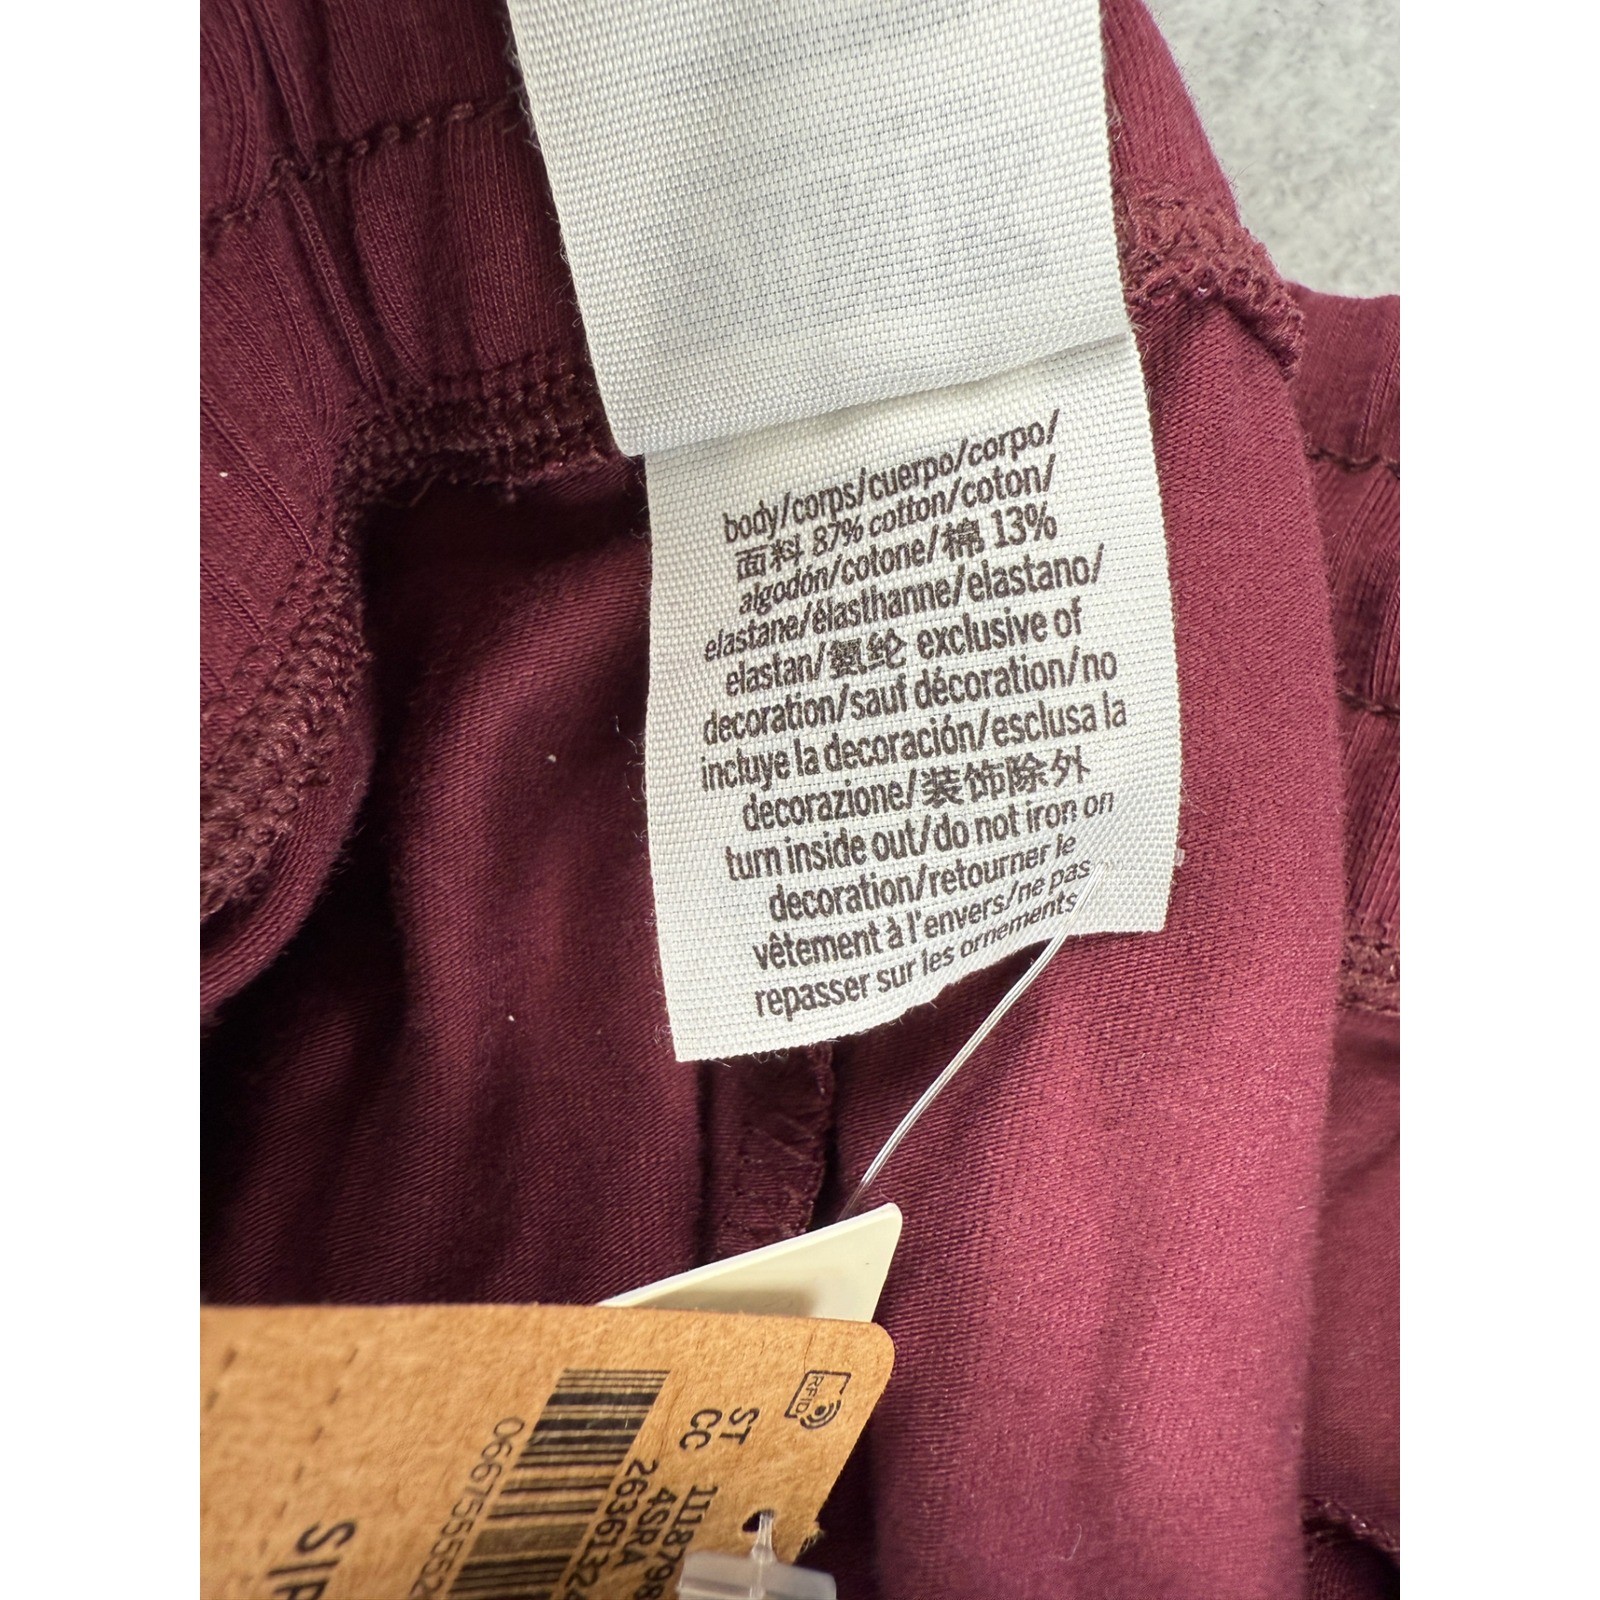 body/corps/cuerpo/corpo/
面料 87% cotton/coton/
algodón/cotone/棉 13%
elastane/élasthanne/elastano/
elastan/氨纶 exclusive of
decoration/sauf décoration/no
incluye la decoración/esclusa la
decorazione/装饰除外
turn inside out/do not iron on
decoration/retourner le
vêtement à l'envers/ne pas
repasser sur les ornements
RFID
ST
CC
4SRA